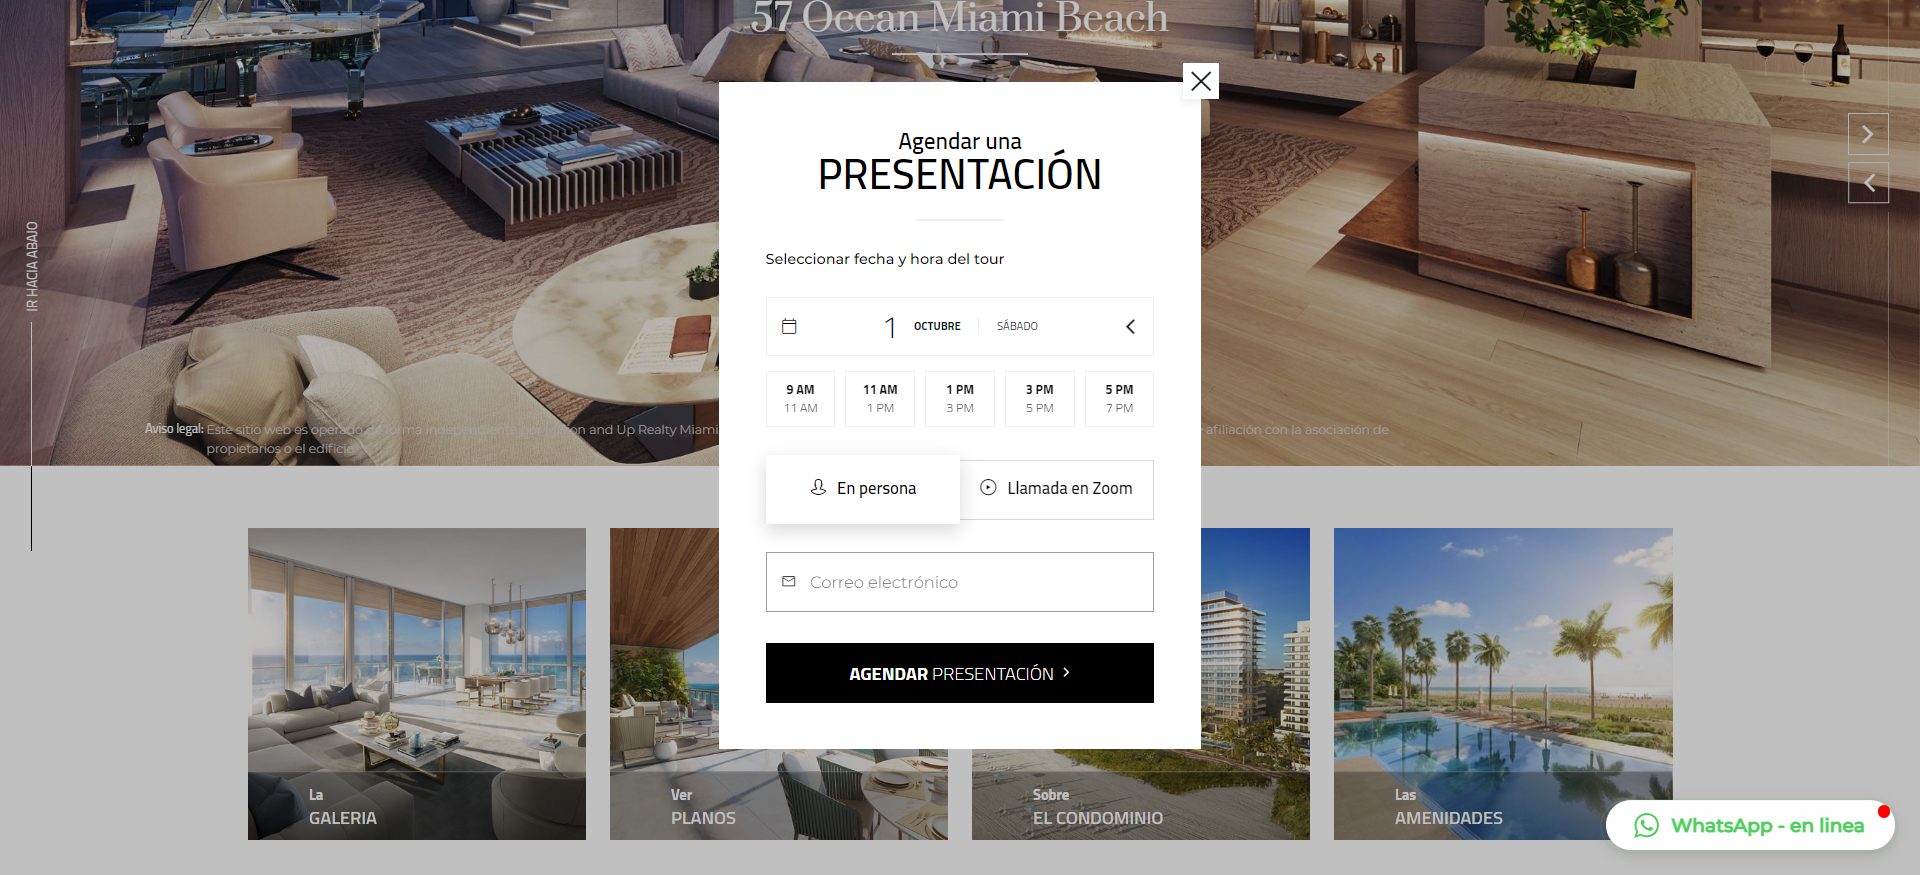 57 Ocean Miami Beach
Agendar una
PRESENTACIÓN
Seleccionar fecha y hora del tour
1 OCTUBRE SÁBADO
9 AM 11 AM 1 PM 3 PM 5 PM
11 AM 1 PM 3 PM 5 PM 7 PM
En persona Llamada en Zoom
Correo electrónico
AGENDAR PRESENTACIÓN
IR HACIA ABAJO
Aviso legal: Este sitio web es operado de forma independiente por and Up Realty Miami afiliación con la asociación de
propietarios o el edificio.
La
GALERIA
Ver
PLANOS
Sobre
EL CONDOMINIO
Las
AMENIDADES
WhatsApp - en linea